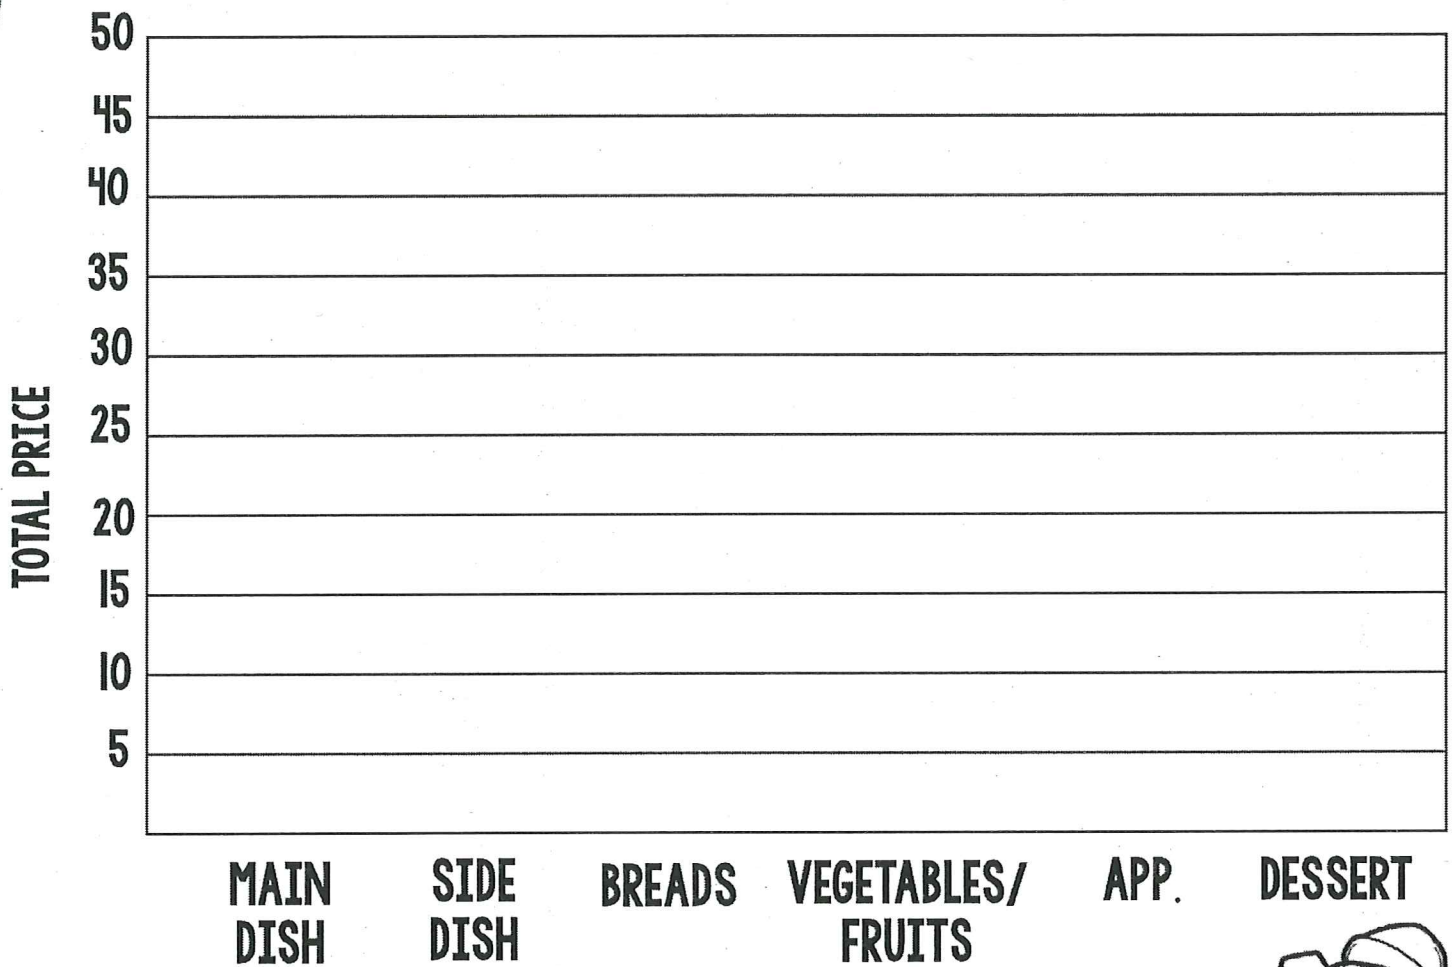 50
45
40
35
30
25
20
15
10
5
TOTAL PRICE
MAIN DISH
SIDE DISH
BREADS
VEGETABLES/
FRUITS
APP.
DESSERT